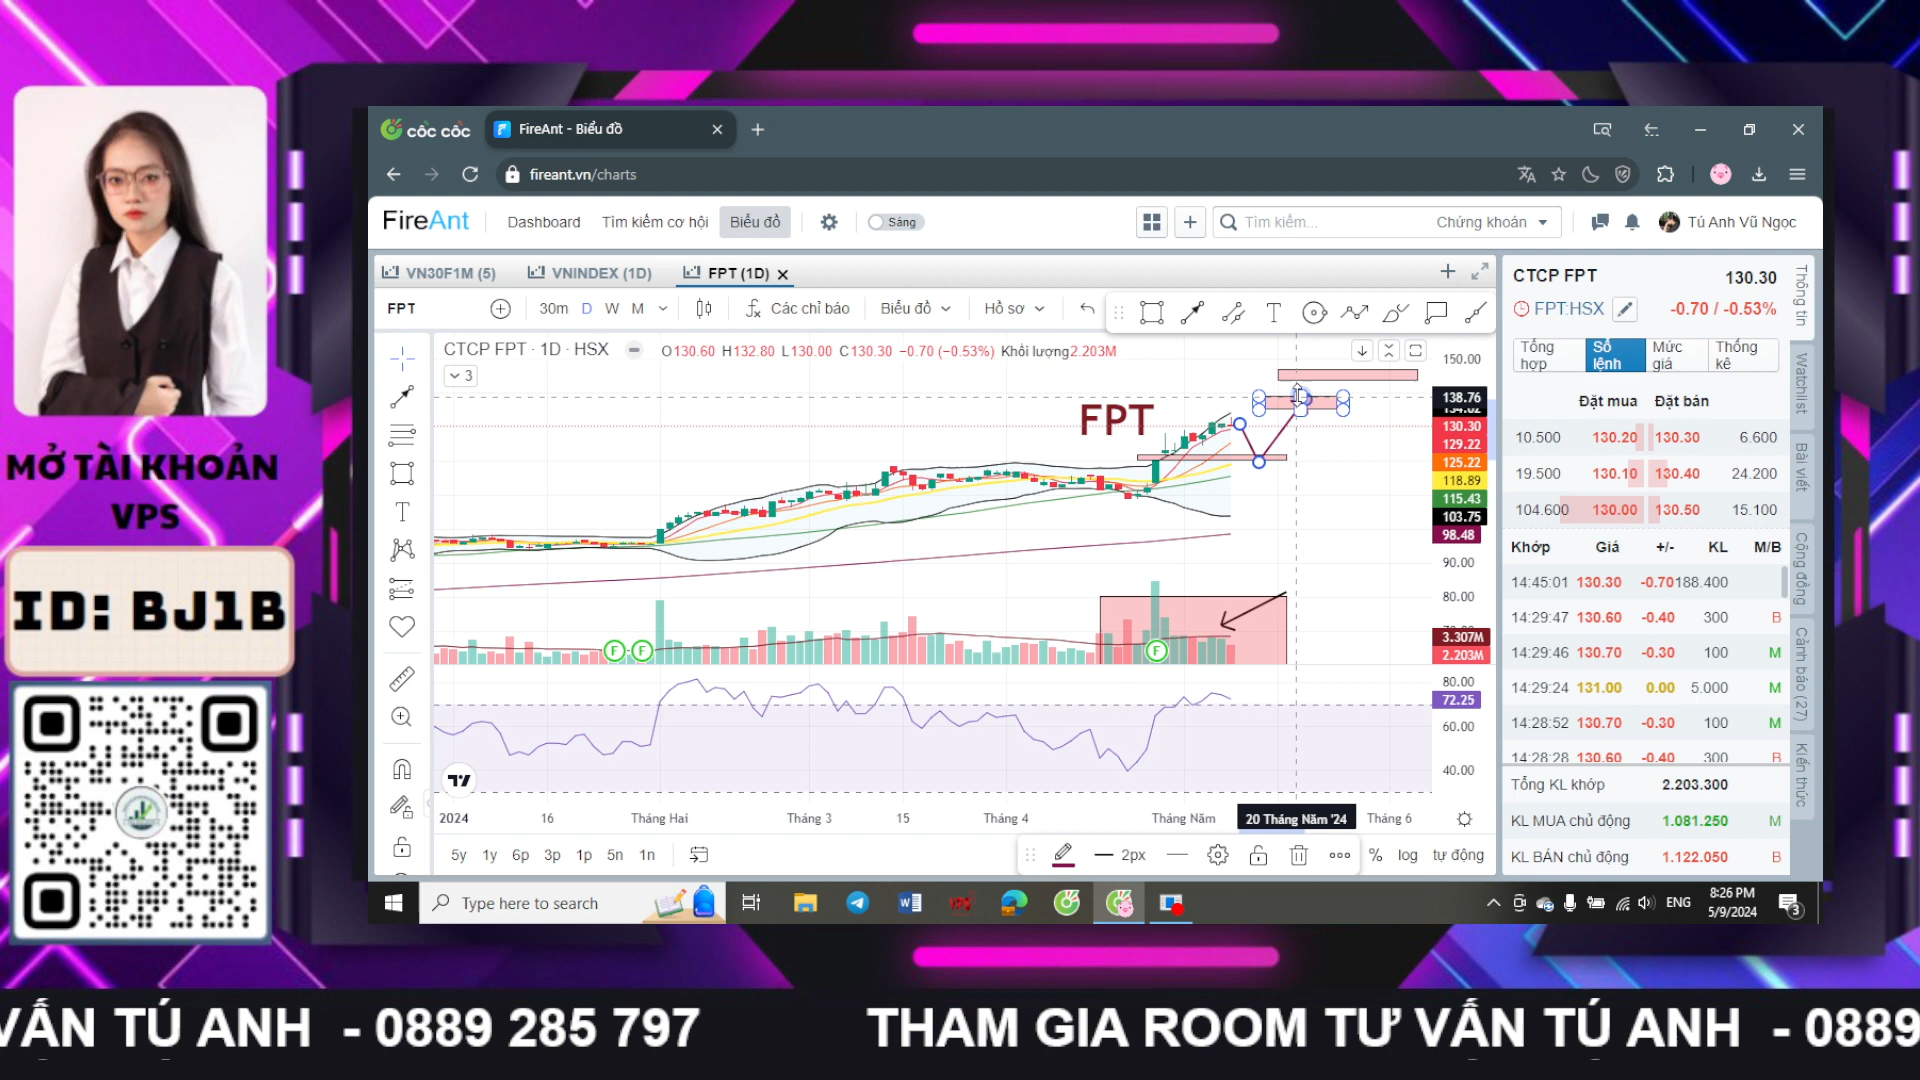 MỞ TÀI KHOẢN
VPS
ID: BJ1B
cốc cốc
FireAnt - Biểu đồ
fireant.vn/charts
FireAnt
Dashboard
Tìm kiếm cơ hội
Biểu đồ
Sáng
Tìm kiếm...
Chứng khoán
Tú Anh Vũ Ngọc
VN30F1M (5)
VNINDEX (1D)
FPT (1D)
FPT
30m D W M
Các chỉ báo
Biểu đồ
Hồ sơ
CTCP FPT · 1D · HSX
O130.60 H132.80 L130.00 C130.30 −0.70 (−0.53%) Khối lượng2.203M
3
FPT
150.00
138.76
130.30
129.22
125.22
118.89
115.43
103.75
98.48
90.00
80.00
3.307M
2.203M
80.00
72.25
60.00
40.00
F F F
2024 16 Tháng Hai Tháng 3 15 Tháng 4 Tháng Năm 20 Tháng Năm '24 Tháng 6
5y 1y 6p 3p 1p 5n 1n
2px
% log tự động
CTCP FPT 130.30
FPT:HSX -0.70 / -0.53%
Tổng hợp
Sổ lệnh
Mức giá
Thống kê
Đặt mua Đặt bán
10.500 130.20 130.30 6.600
19.500 130.10 130.40 24.200
104.600 130.00 130.50 15.100
Khớp Giá +/- KL M/B
14:45:01 130.30 -0.70 188.400
14:29:47 130.60 -0.40 300 B
14:29:46 130.70 -0.30 100 M
14:29:24 131.00 0.00 5.000 M
14:28:52 130.70 -0.30 100 M
14:28:28 130.60 -0.40 300 B
Tổng KL khớp 2.203.300
KL MUA chủ động 1.081.250 M
KL BÁN chủ động 1.122.050 B
Thông tin
Watchlist
Bài viết
Cộng đồng
Cảnh báo (27)
Kiến thức
Type here to search
ENG
8:26 PM
5/9/2024
3
VẤN TÚ ANH - 0889 285 797 THAM GIA ROOM TƯ VẤN TÚ ANH - 0889